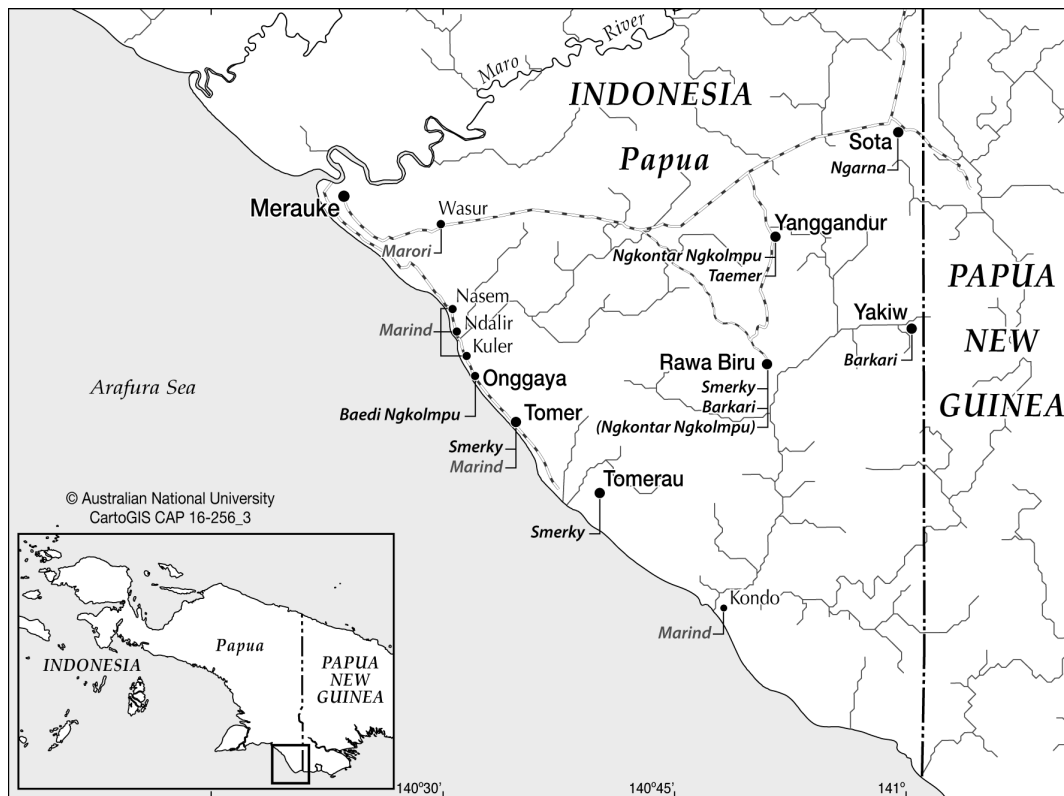 Maro River
INDONESIA
Papua
Sota
Ngarna
Merauke
Wasur
Marori
Yanggandur
Ngkontar Ngkolmpu
Taemer
PAPUA
NEW
GUINEA
Nasem
Ndalir
Marind
Kuler
Yakiw
Barkari
Onggaya
Baedi Ngkolmpu
Rawa Biru
Smerky
Barkari
(Ngkontar Ngkolmpu)
Arafura Sea
Tomer
Smerky
Marind
Tomerau
Smerky
Kondo
Marind
© Australian National University
CartoGIS CAP 16-256_3
INDONESIA
Papua
PAPUA
NEW
GUINEA
140°30'
140°45'
141°